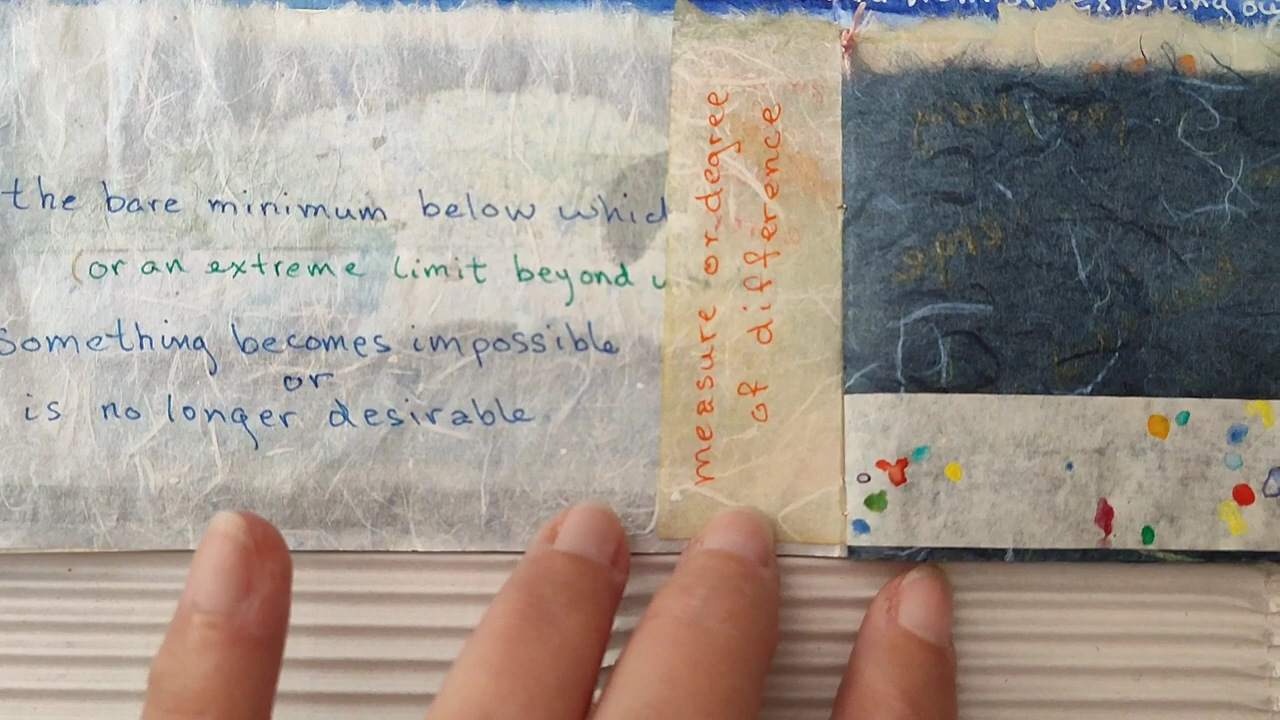 existing
the bare minimum below whic
(or an extreme limit beyond
something becomes impossible
or
is no longer desirable.
measure or degree
of difference